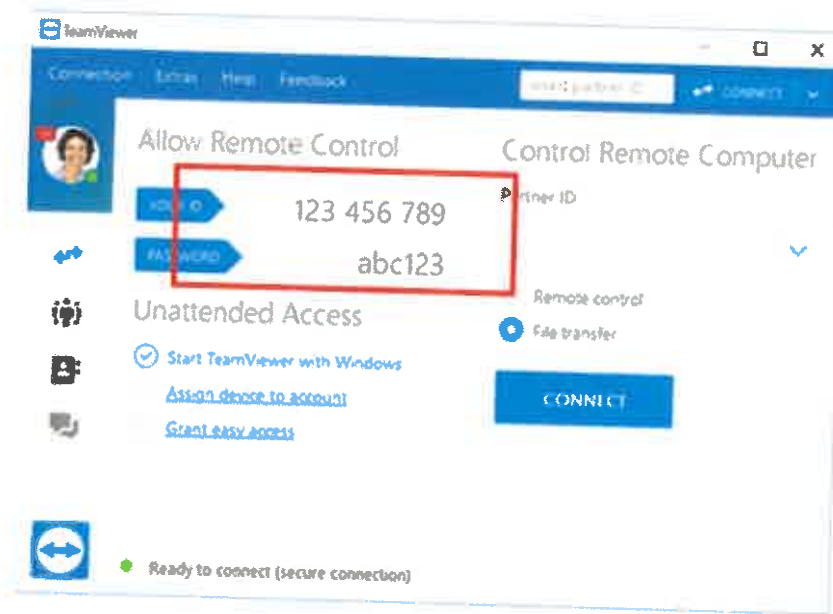 TeamViewer
Connection Extras Help Feedback
CONNECT
Allow Remote Control
YOUR ID 123 456 789
PASSWORD abc123
Unattended Access
Start TeamViewer with Windows
Assign device to account
Grant easy access
Control Remote Computer
Partner ID
Remote control
File transfer
CONNECT
Ready to connect (secure connection)